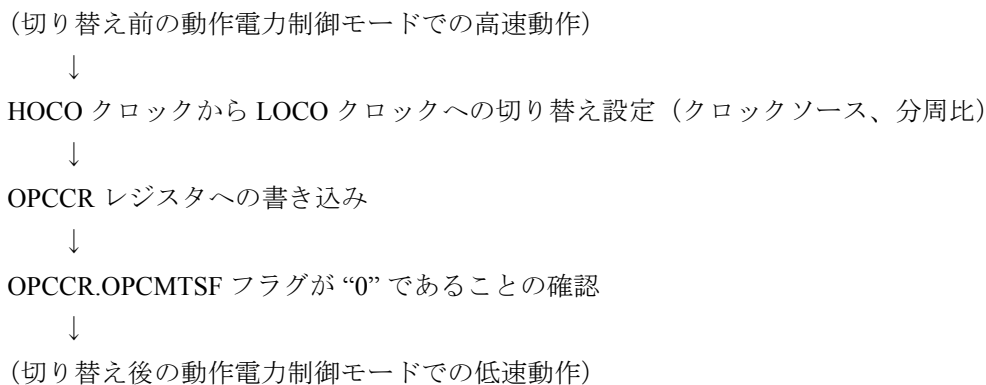 （切り替え前の動作電力制御モードでの高速動作）
↓
HOCO クロックから LOCO クロックへの切り替え設定（クロックソース、分周比）
↓
OPCCR レジスタへの書き込み
↓
OPCCR.OPCMTSF フラグが “0” であることの確認
↓
（切り替え後の動作電力制御モードでの低速動作）